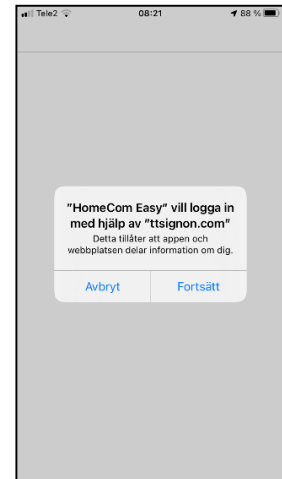 Tele2 08:21 88 %
"HomeCom Easy" vill logga in
med hjälp av "ttsignon.com"
Detta tillåter att appen och
webbplatsen delar information om dig.
Avbryt Fortsätt